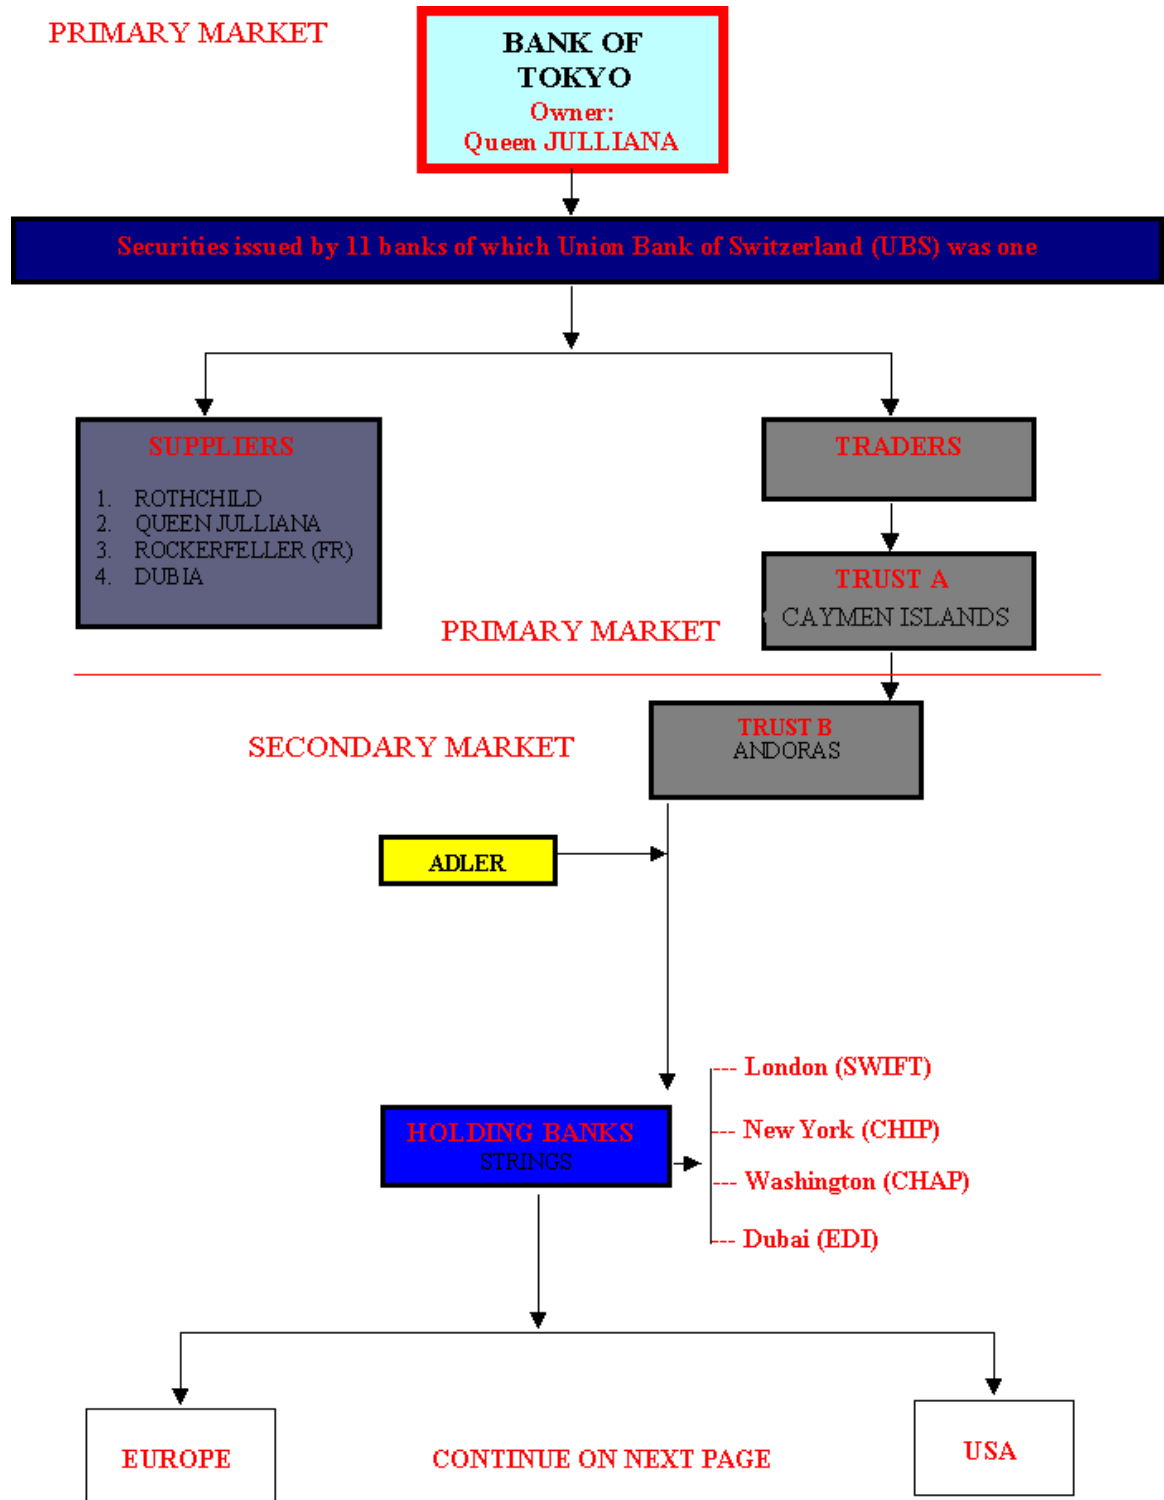 PRIMARY MARKET
BANK OF
TOKYO
Owner:
Queen JULLIANA
Securities issued by 11 banks of which Union Bank of Switzerland (UBS) was one
SUPPLIERS
1. ROTHCHILD
2. QUEEN JULLIANA
3. ROCKERFELLER (FR)
4. DUBIA
TRADERS
TRUST A
CAYMEN ISLANDS
PRIMARY MARKET
SECONDARY MARKET
TRUST B
ANDORAS
ADLER
HOLDING BANKS
STRINGS
--- London (SWIFT)
--- New York (CHIP)
--- Washington (CHAP)
--- Dubai (EDI)
EUROPE
CONTINUE ON NEXT PAGE
USA